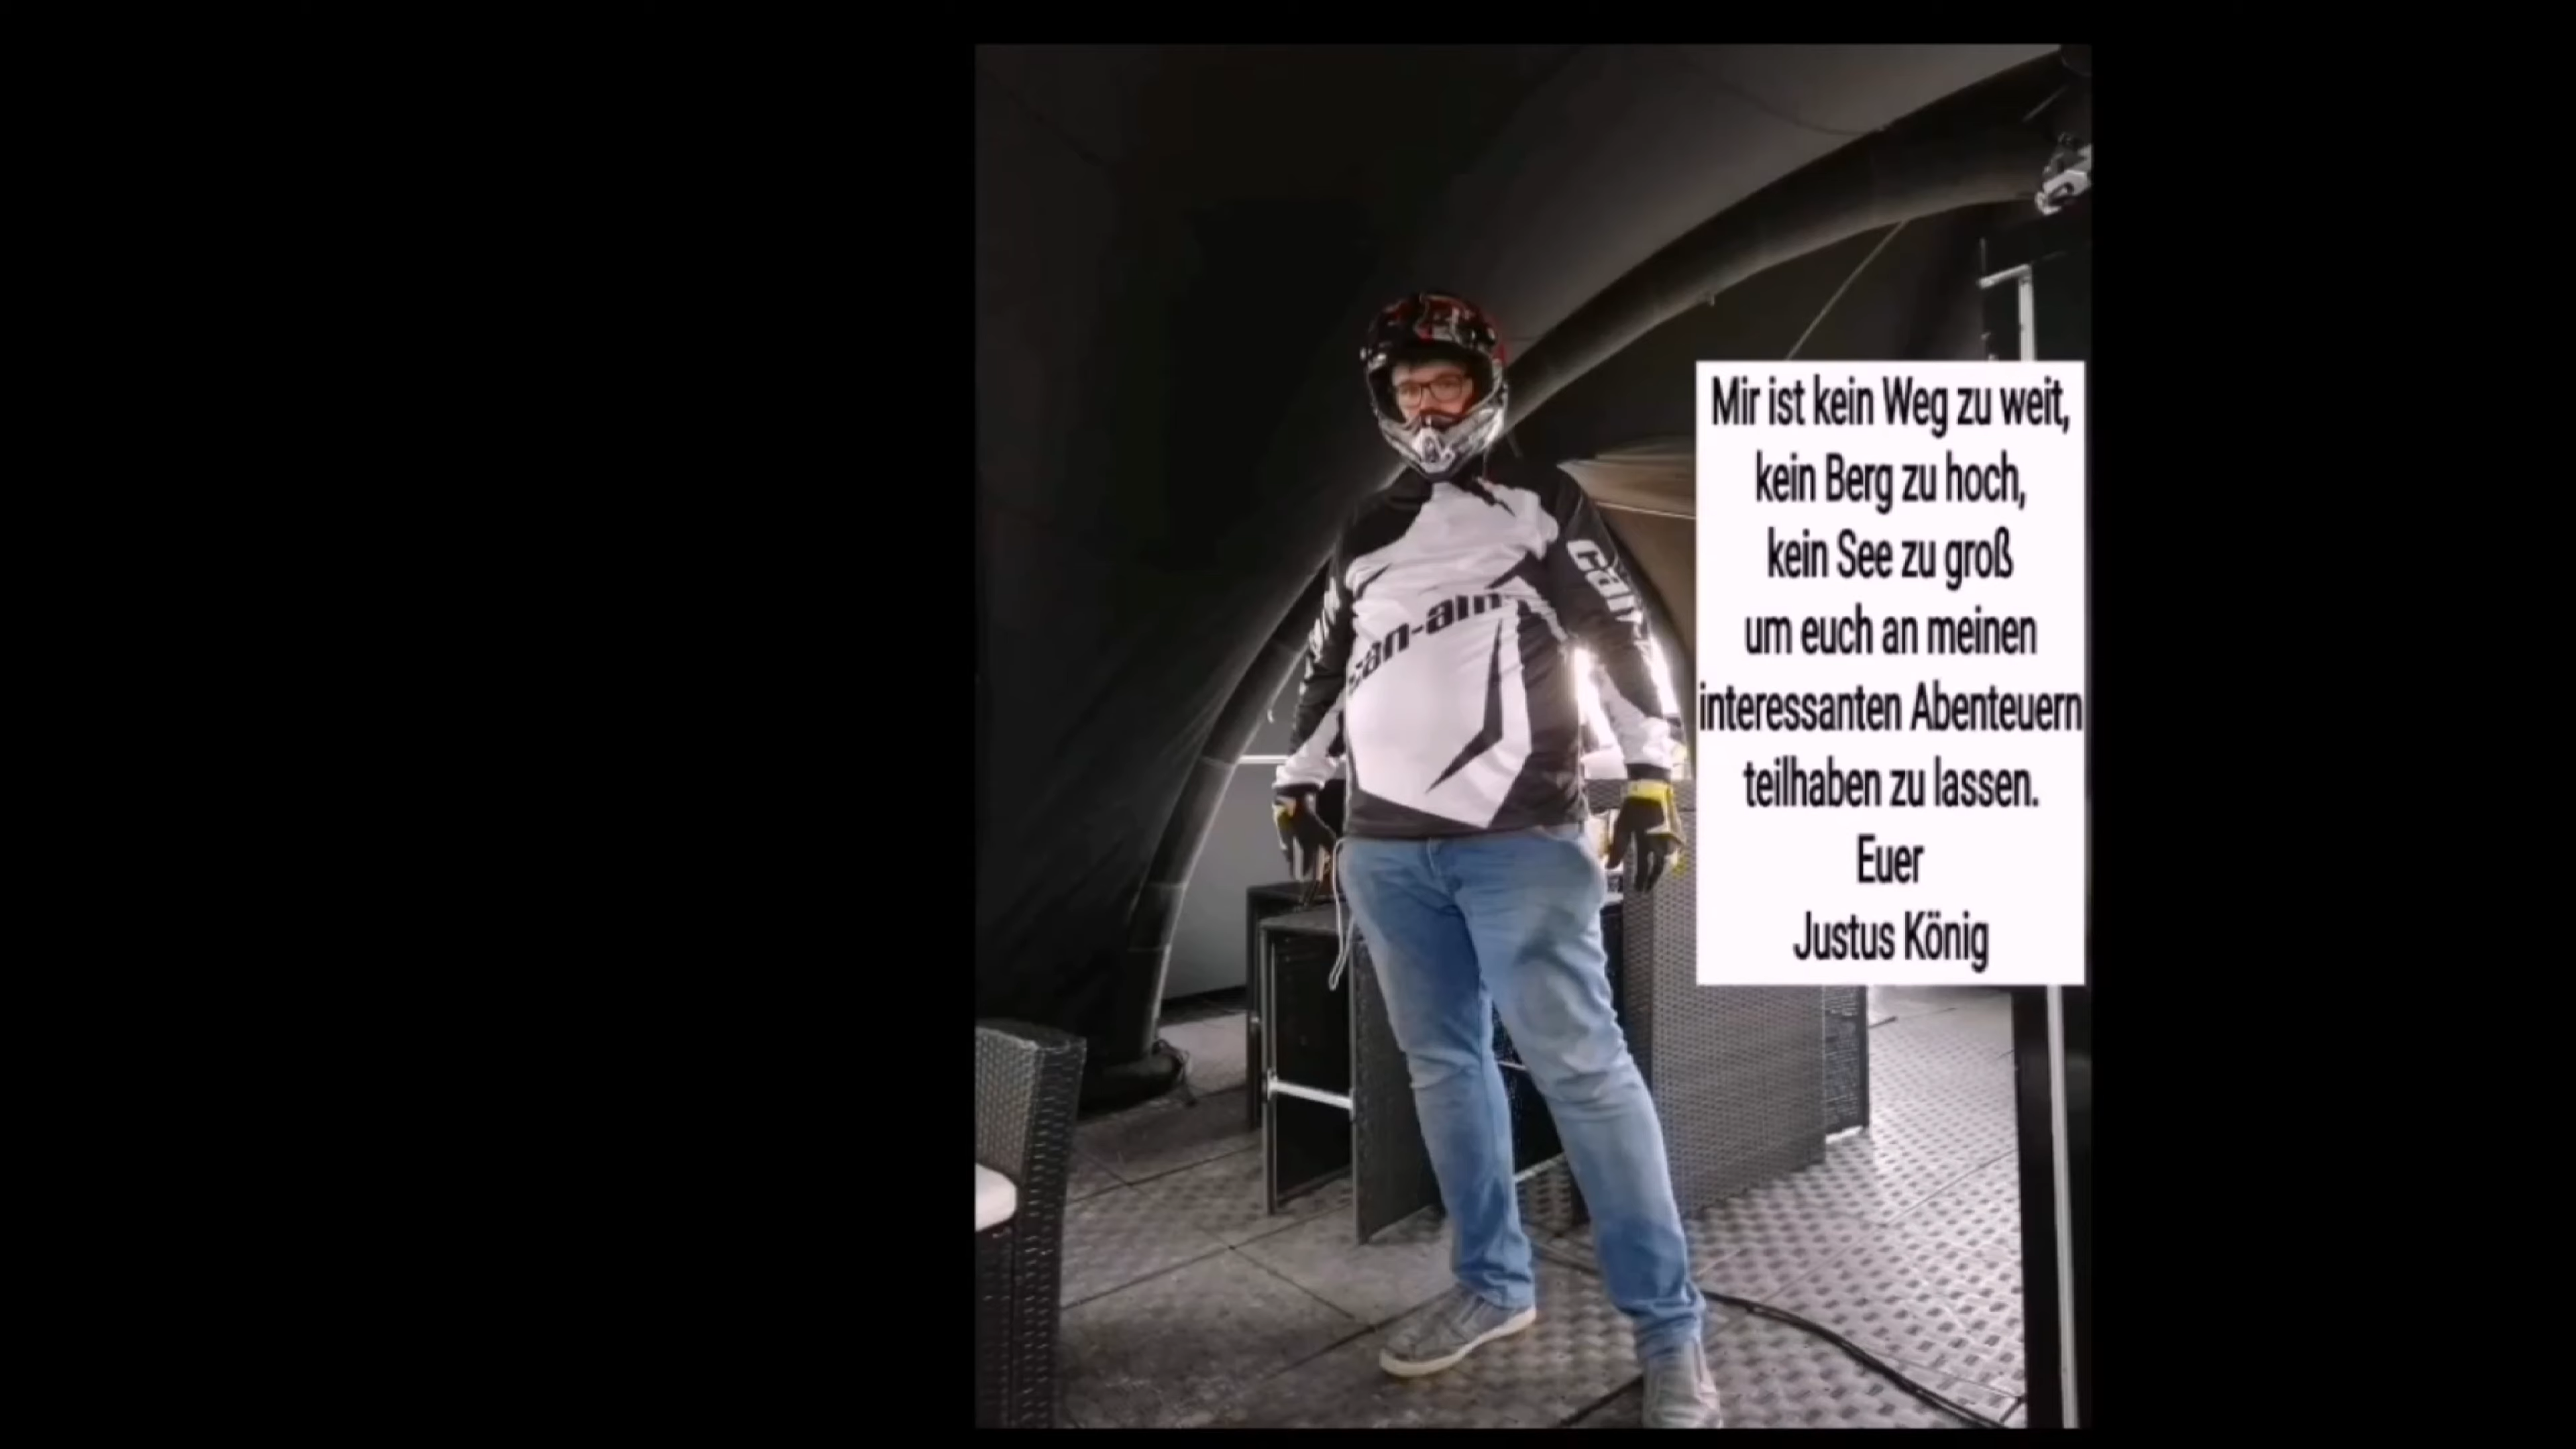 Mir ist kein Weg zu weit,
kein Berg zu hoch,
kein See zu groß
um euch an meinen
interessanten Abenteuern
teilhaben zu lassen.
Euer
Justus König
can-am